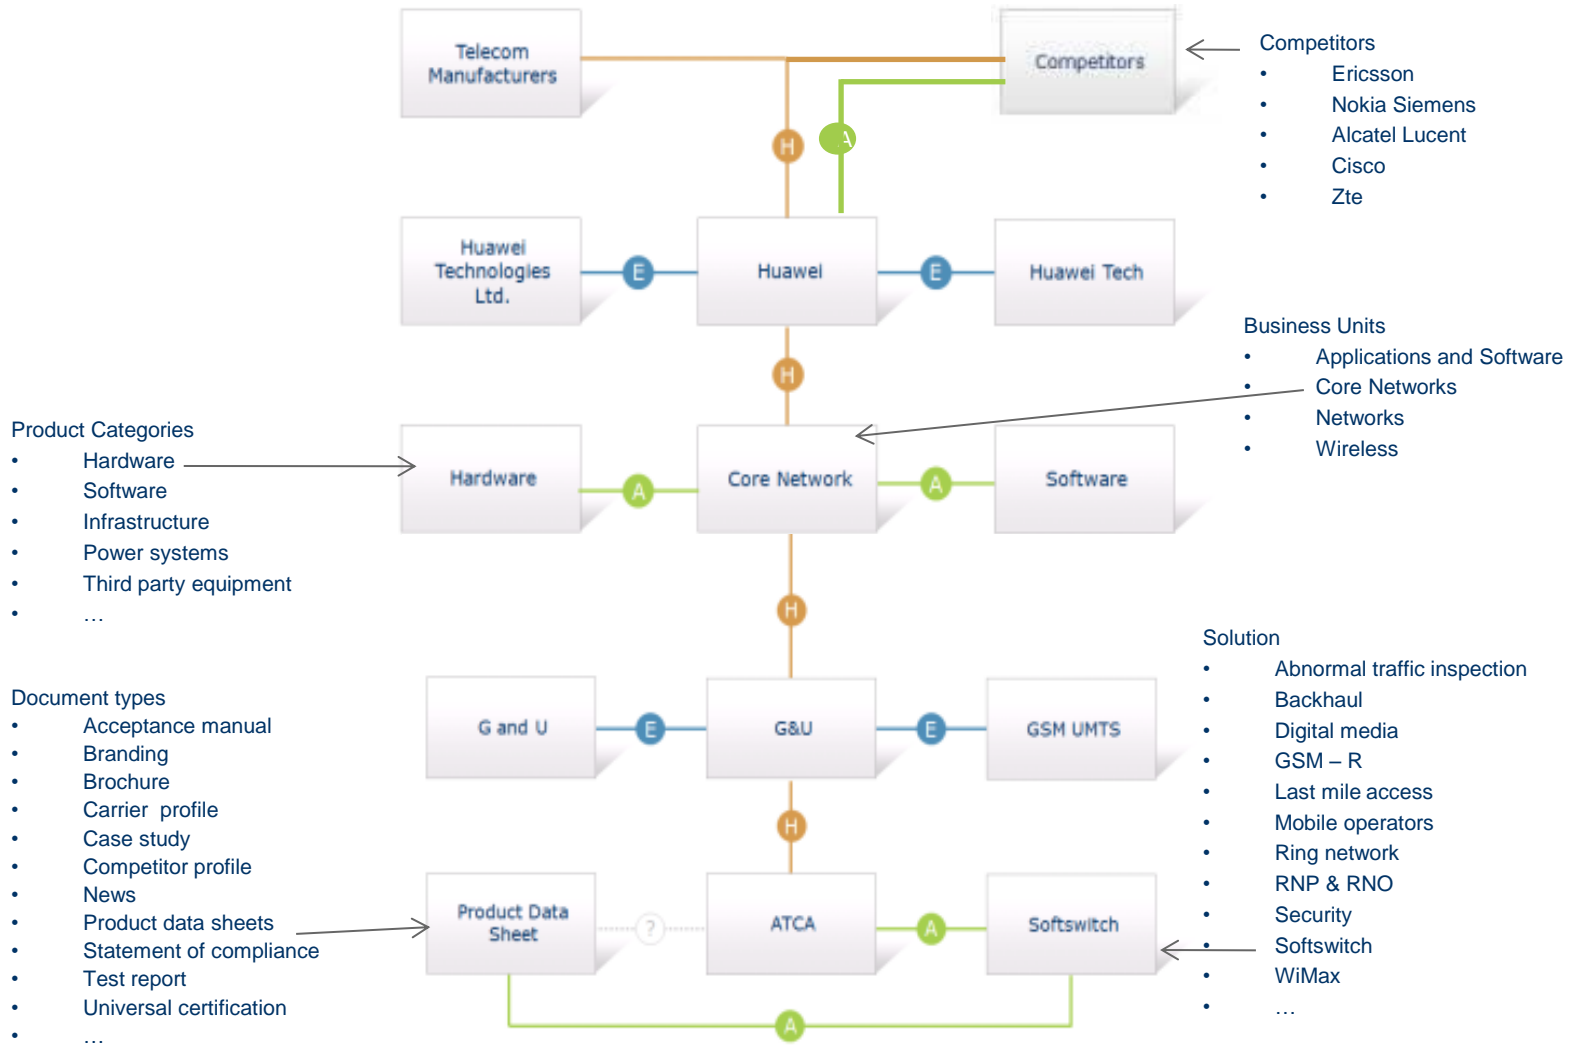 Telecom
Manufacturers
Competitors
Competitors
• Ericsson
• Nokia Siemens
• Alcatel Lucent
• Cisco
• Zte
H
A
Huawei
Technologies
Ltd.
E
Huawei
E
Huawei Tech
H
Business Units
• Applications and Software
• Core Networks
• Networks
• Wireless
Product Categories
• Hardware
• Software
• Infrastructure
• Power systems
• Third party equipment
• …
Hardware
A
Core Network
A
Software
H
Document types
• Acceptance manual
• Branding
• Brochure
• Carrier profile
• Case study
• Competitor profile
• News
• Product data sheets
• Statement of compliance
• Test report
• Universal certification
• …
G and U
E
G&U
E
GSM UMTS
H
Product Data
Sheet
?
ATCA
A
Softswitch
A
Solution
• Abnormal traffic inspection
• Backhaul
• Digital media
• GSM – R
• Last mile access
• Mobile operators
• Ring network
• RNP & RNO
• Security
• Softswitch
• WiMax
• …